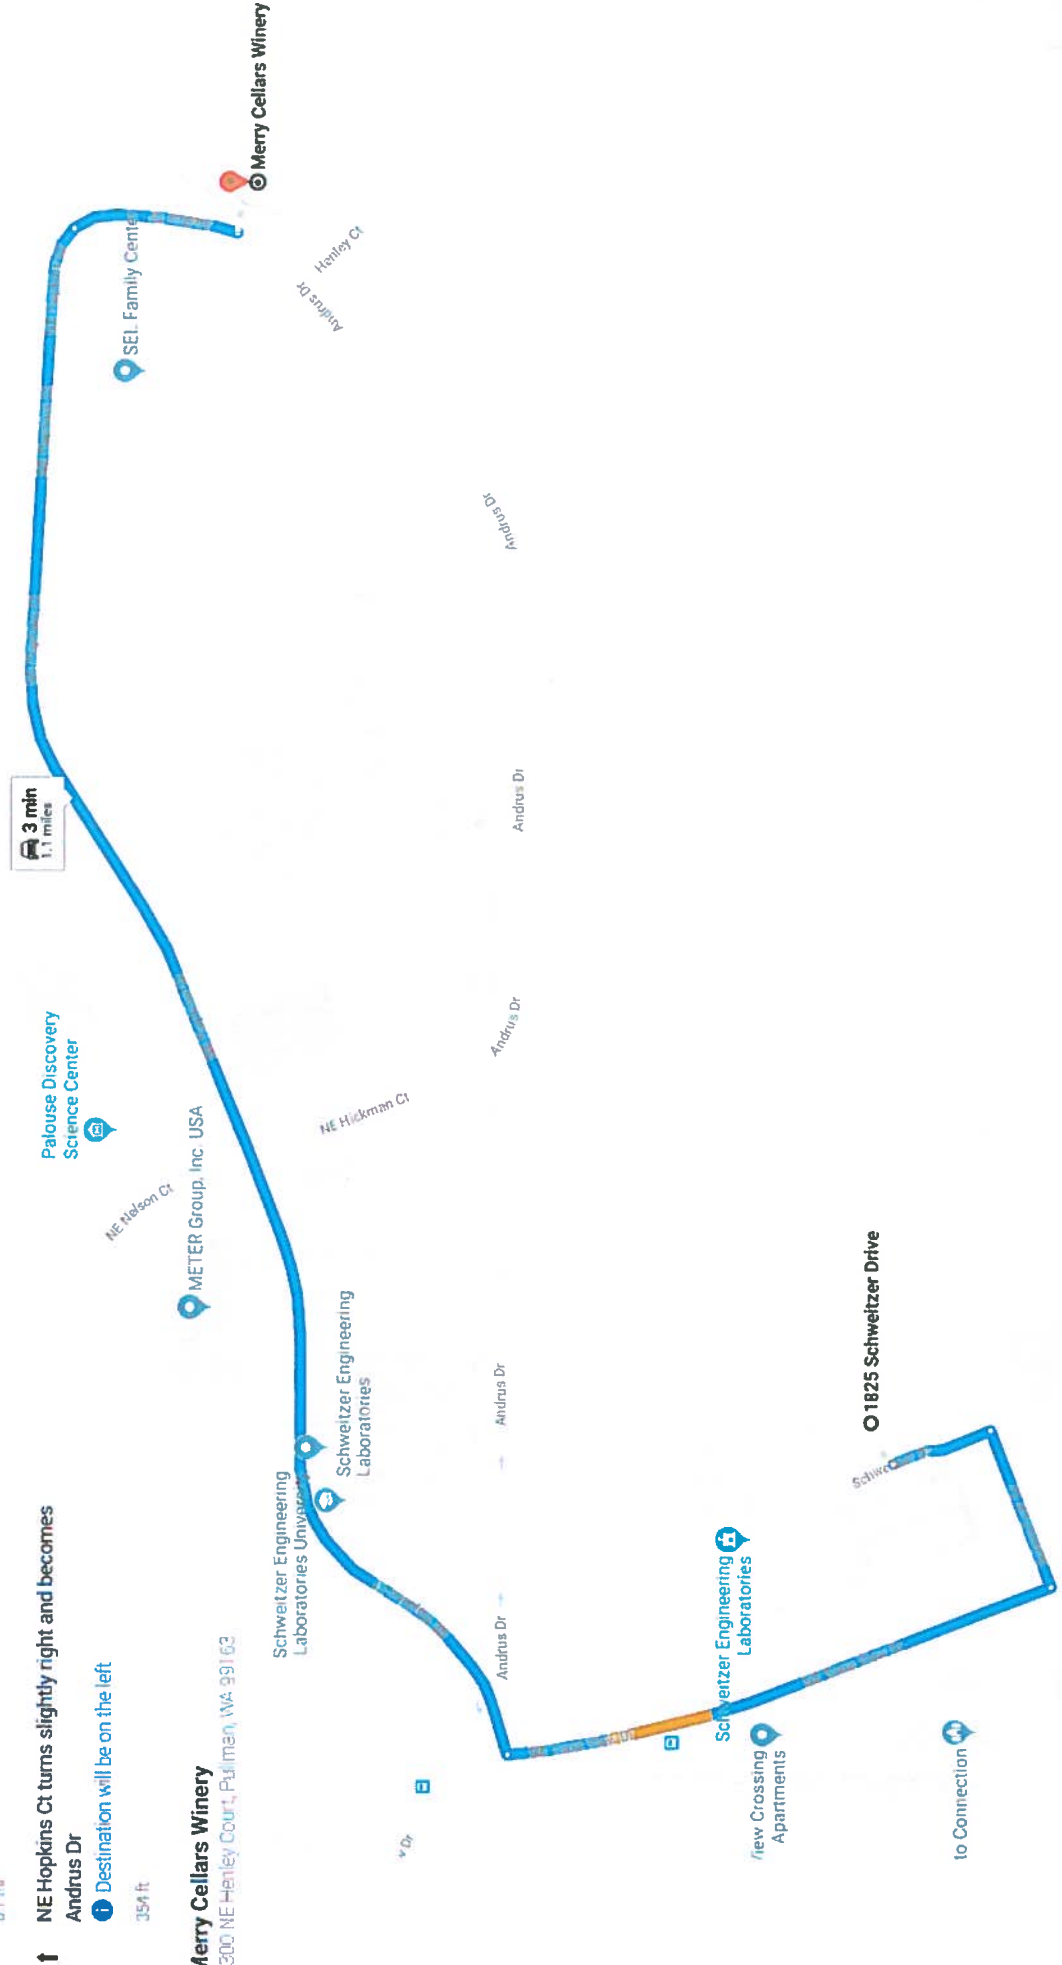 NE Hopkins Ct turns slightly right and becomes
Andrus Dr
Destination will be on the left
354 ft
Merry Cellars Winery
300 NE Henley Court, Pullman, WA 99163
3 min
1.1 miles
Palouse Discovery
Science Center
NE Nelson Ct
METER Group, Inc. USA
SEL Family Center
Merry Cellars Winery
Henley Ct
Andrus Dr
Andrus Dr
Andrus Dr
Andrus Dr
NE Hickman Ct
Schweitzer Engineering
Laboratories University
Schweitzer Engineering
Laboratories
Andrus Dr
Andrus Dr
Dr
1825 Schweitzer Drive
Schwe
Schweitzer Engineering
Laboratories
iew Crossing
Apartments
to Connection